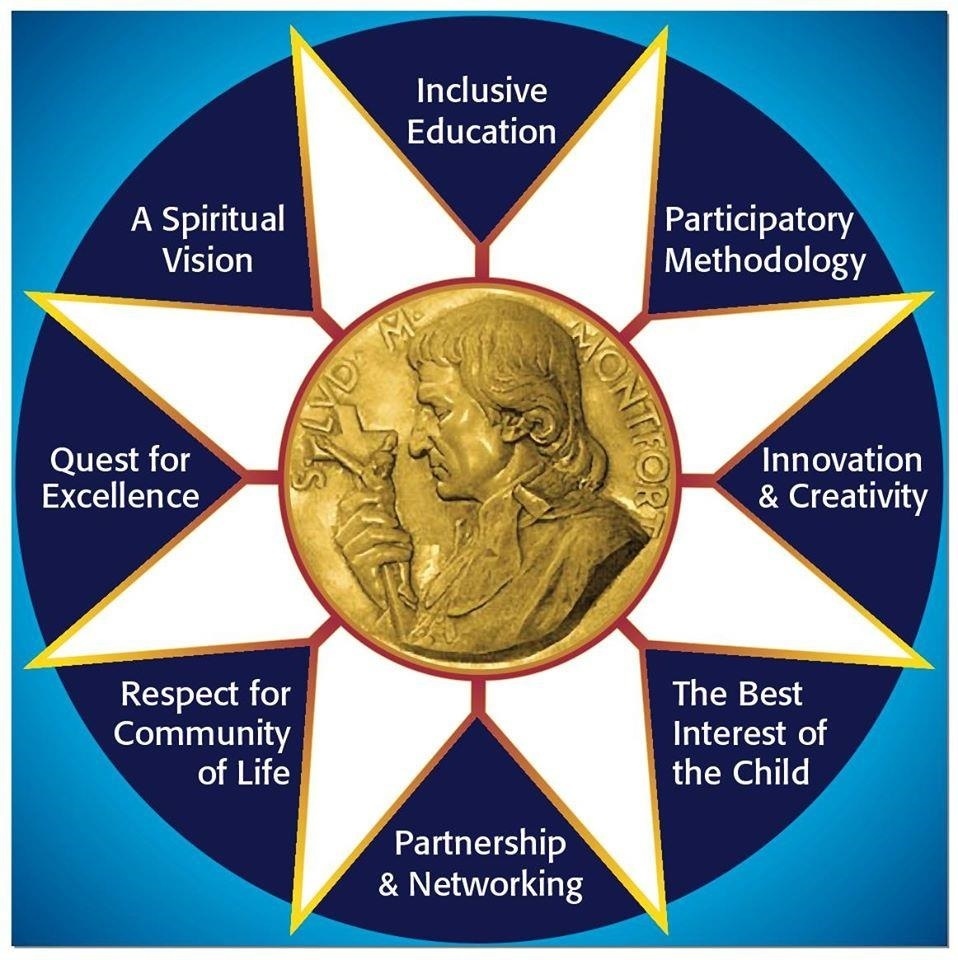 Inclusive
Education
Participatory
Methodology
Innovation
& Creativity
The Best
Interest of
the Child
Partnership
& Networking
Respect for
Community
of Life
Quest for
Excellence
A Spiritual
Vision
ST LVD. M. MONTFORT